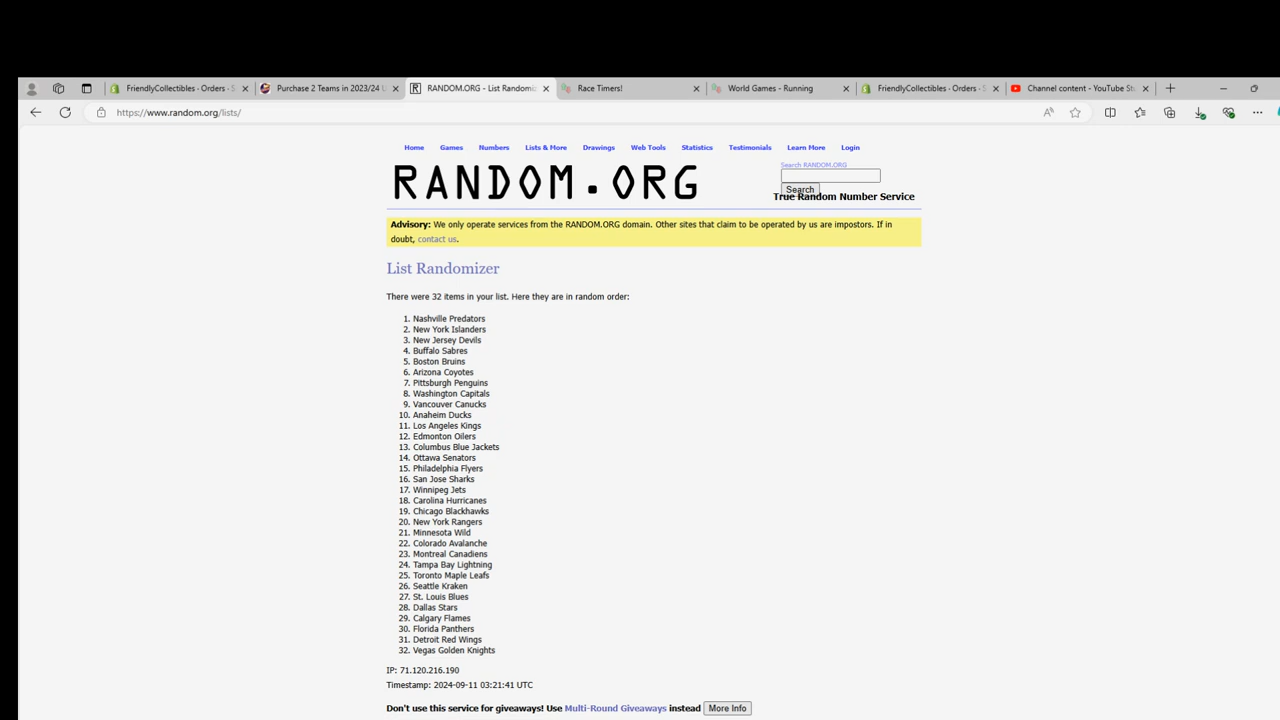 FriendlyCollectibles - Orders - S
Purchase 2 Teams in 2023/24 U
RANDOM.ORG - List Randomiz
Race Timers!
World Games - Running
FriendlyCollectibles - Orders - S
Channel content - YouTube St
https://www.random.org/lists/
Home Games Numbers Lists & More Drawings Web Tools Statistics Testimonials Learn More Login
Search RANDOM.ORG
RANDOM.ORG
Search
True Random Number Service
Advisory: We only operate services from the RANDOM.ORG domain. Other sites that claim to be operated by us are impostors. If in
doubt, contact us.
List Randomizer
There were 32 items in your list. Here they are in random order:
1. Nashville Predators
2. New York Islanders
3. New Jersey Devils
4. Buffalo Sabres
5. Boston Bruins
6. Arizona Coyotes
7. Pittsburgh Penguins
8. Washington Capitals
9. Vancouver Canucks
10. Anaheim Ducks
11. Los Angeles Kings
12. Edmonton Oilers
13. Columbus Blue Jackets
14. Ottawa Senators
15. Philadelphia Flyers
16. San Jose Sharks
17. Winnipeg Jets
18. Carolina Hurricanes
19. Chicago Blackhawks
20. New York Rangers
21. Minnesota Wild
22. Colorado Avalanche
23. Montreal Canadiens
24. Tampa Bay Lightning
25. Toronto Maple Leafs
26. Seattle Kraken
27. St. Louis Blues
28. Dallas Stars
29. Calgary Flames
30. Florida Panthers
31. Detroit Red Wings
32. Vegas Golden Knights
IP: 71.120.216.190
Timestamp: 2024-09-11 03:21:41 UTC
Don't use this service for giveaways! Use Multi-Round Giveaways instead More Info